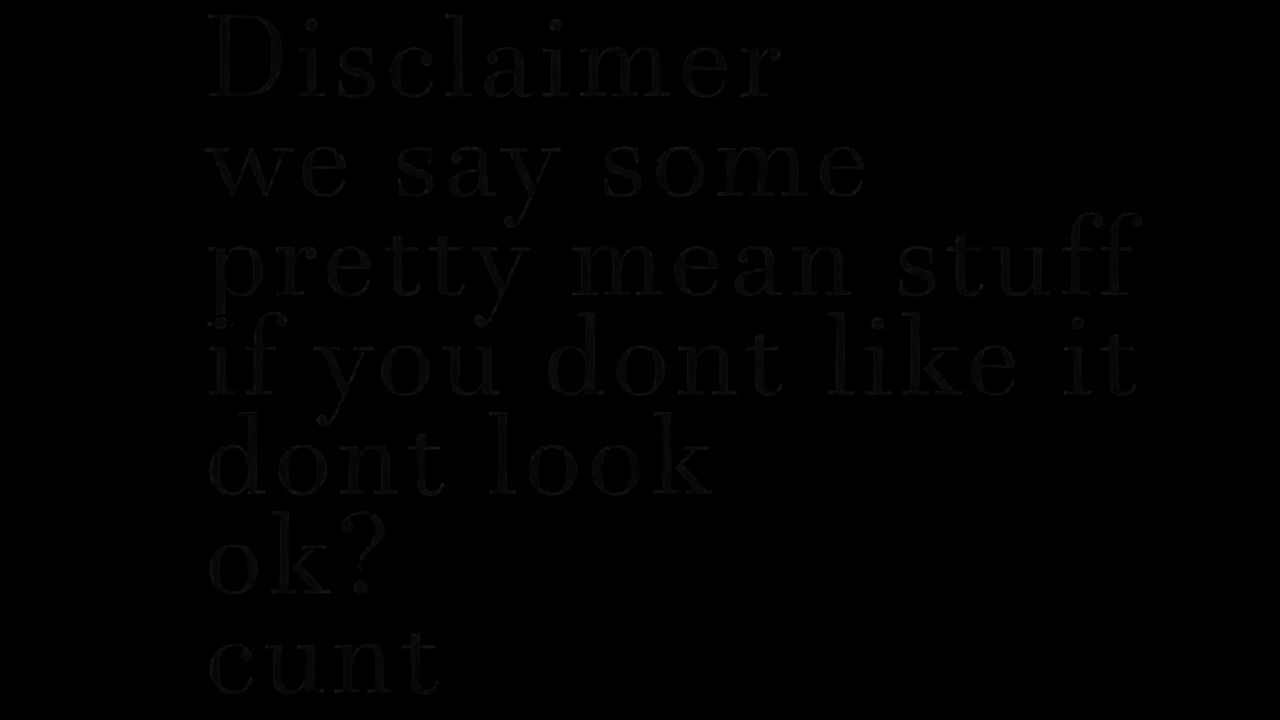 Disclaimer
we say some
pretty mean stuff
if you dont like it
dont look
ok?
cunt